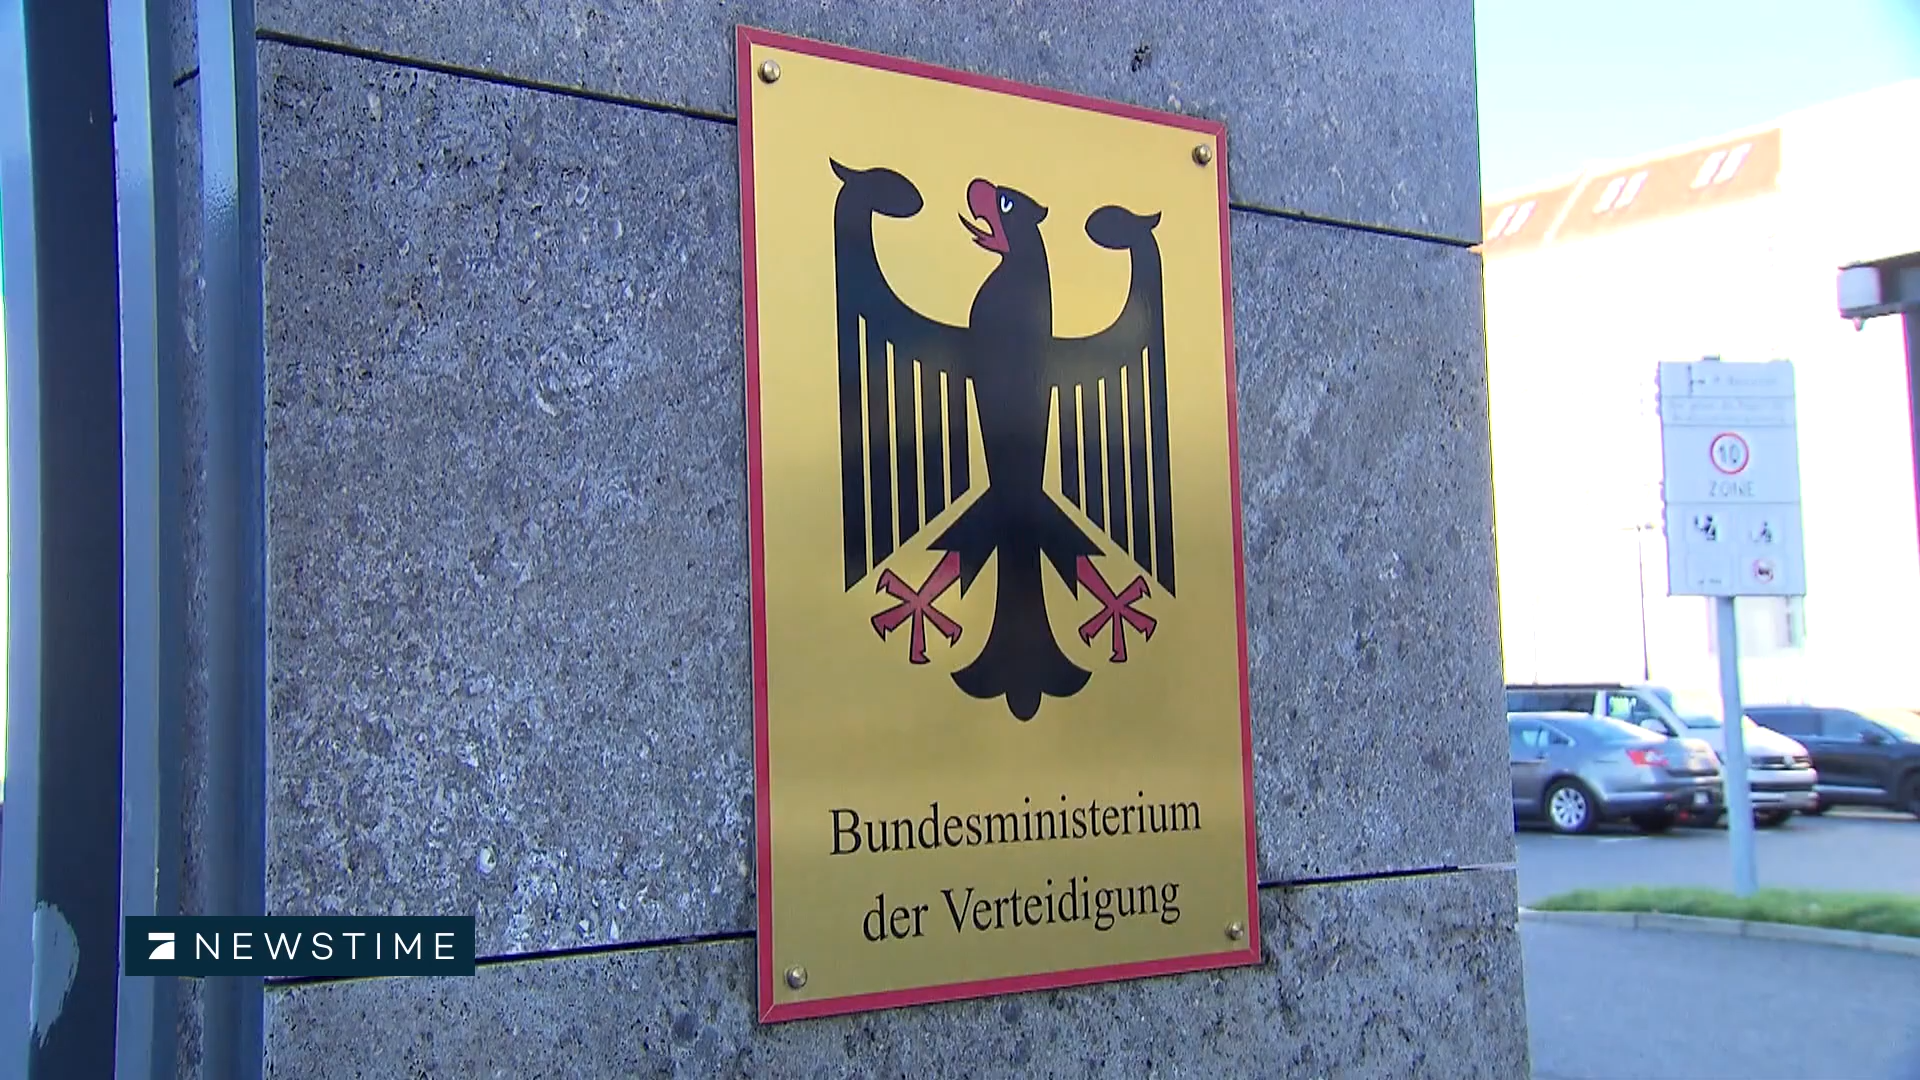 Bundesministerium
der Verteidigung
NEWSTIME
10
ZONE